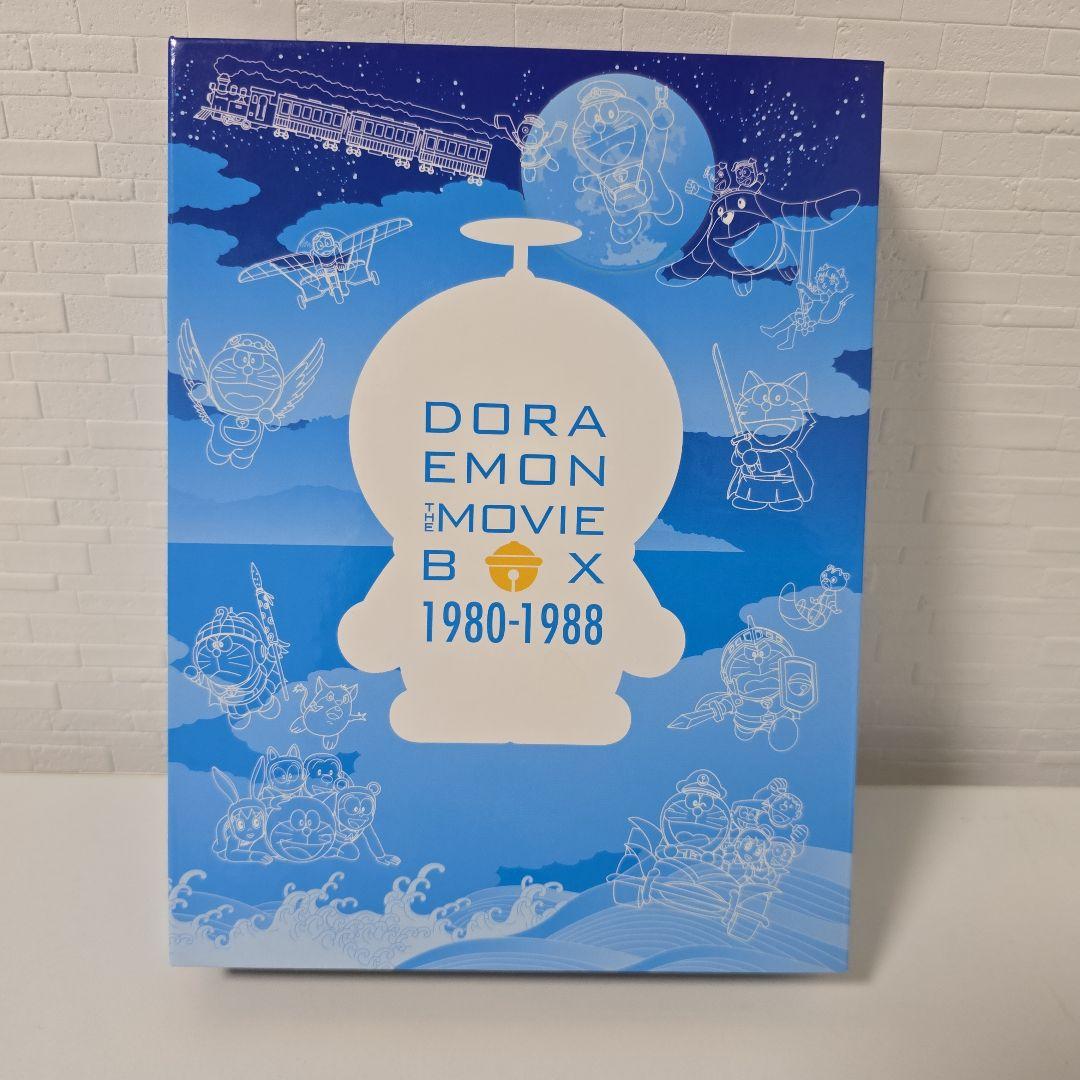 DORA
EMON
THE MOVIE
B X
1980-1988